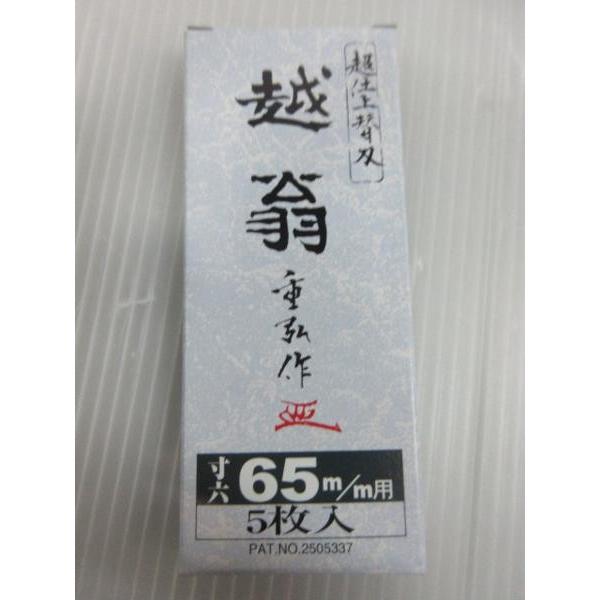 超仕上替刃
越翁
重弘作
寸六 65m/m用
5枚入
PAT.NO.2505337